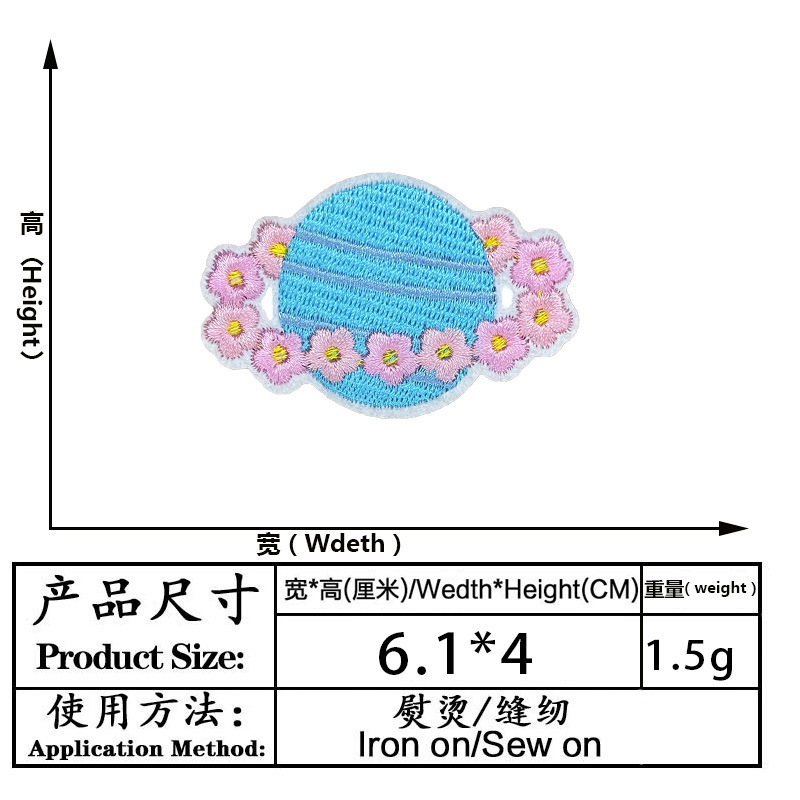 高（Height）
宽（Wdeth）
产品尺寸
Product Size:
宽*高(厘米)/Wedth*Height(CM)
重量( weight )
6.1*4
1.5g
使用方法：
Application Method:
熨烫/缝纫
Iron on/Sew on